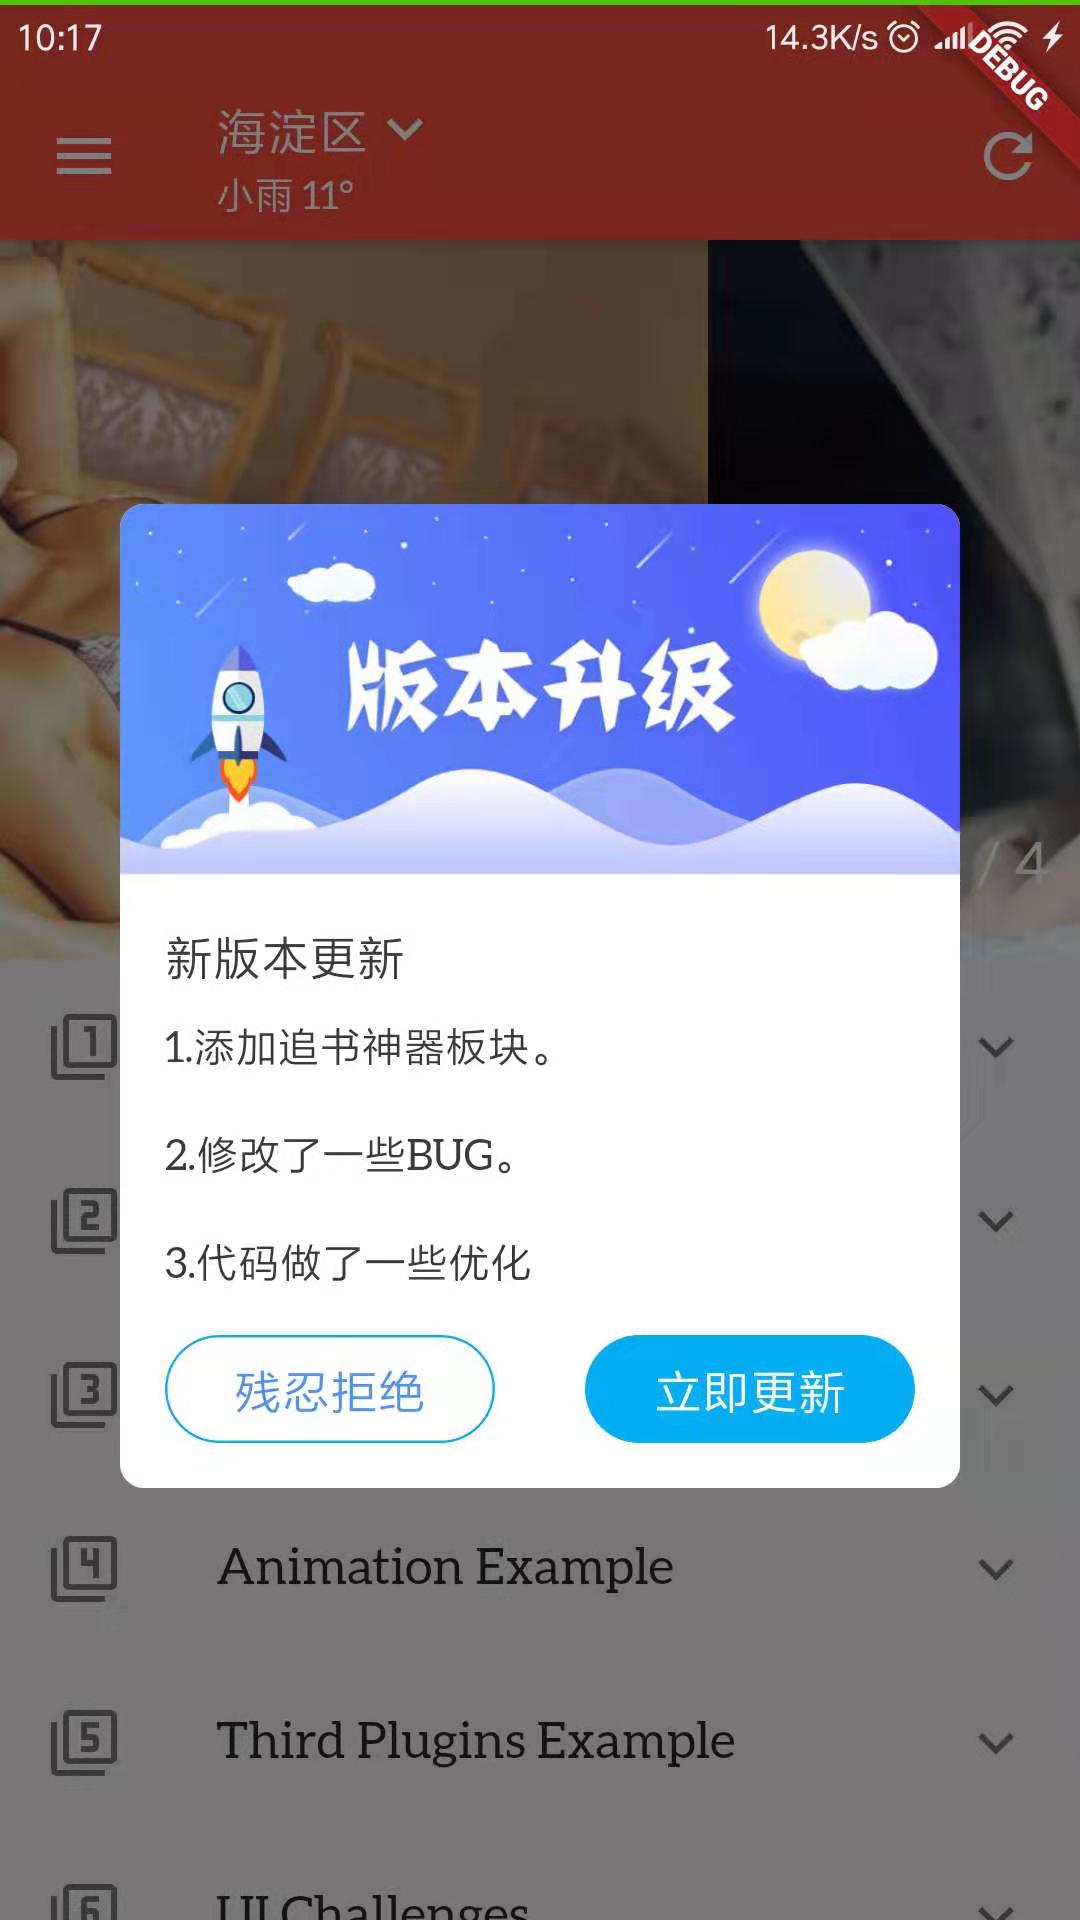 10:17
14.3K/s
DEBUG
海淀区
小雨 11°
版本升级
/ 4
新版本更新
1
1.添加追书神器板块。
2.修改了一些BUG。
2
3.代码做了一些优化
3
残忍拒绝
立即更新
4
Animation Example
5
Third Plugins Example
6
UI Challenges